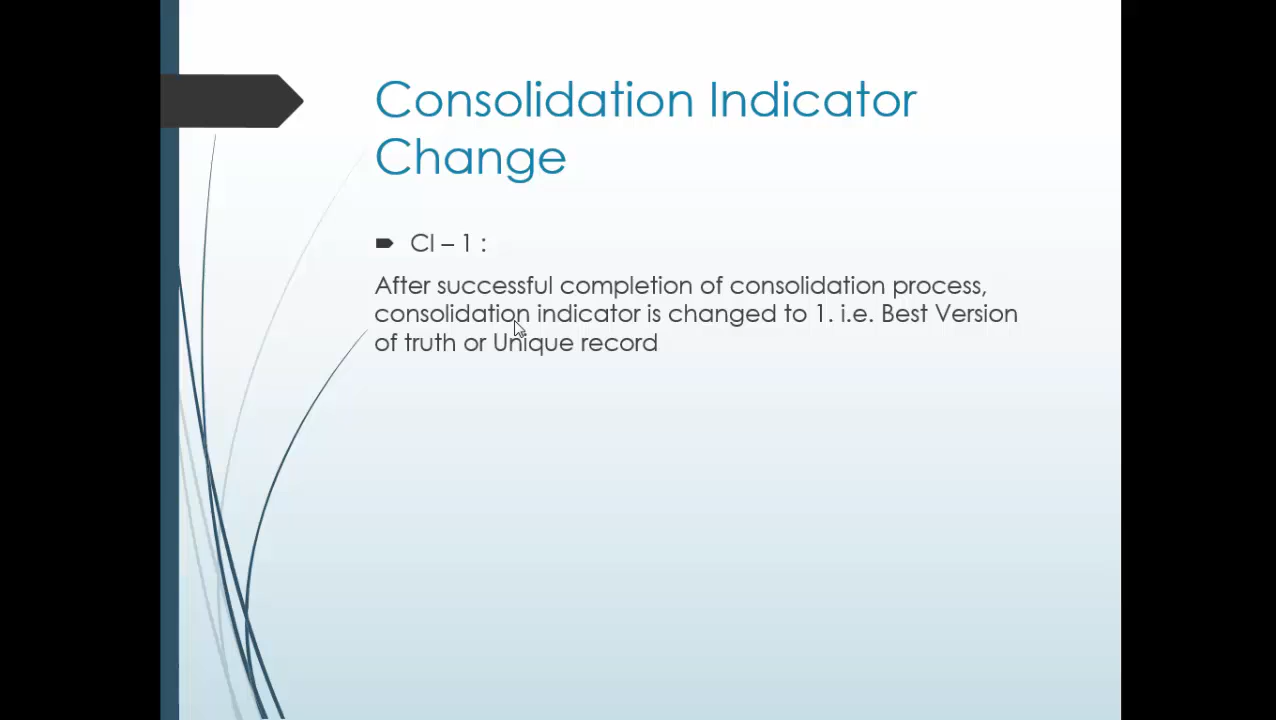 Consolidation Indicator
Change
CI – 1 :
After successful completion of consolidation process,
consolidation indicator is changed to 1. i.e. Best Version
of truth or Unique record